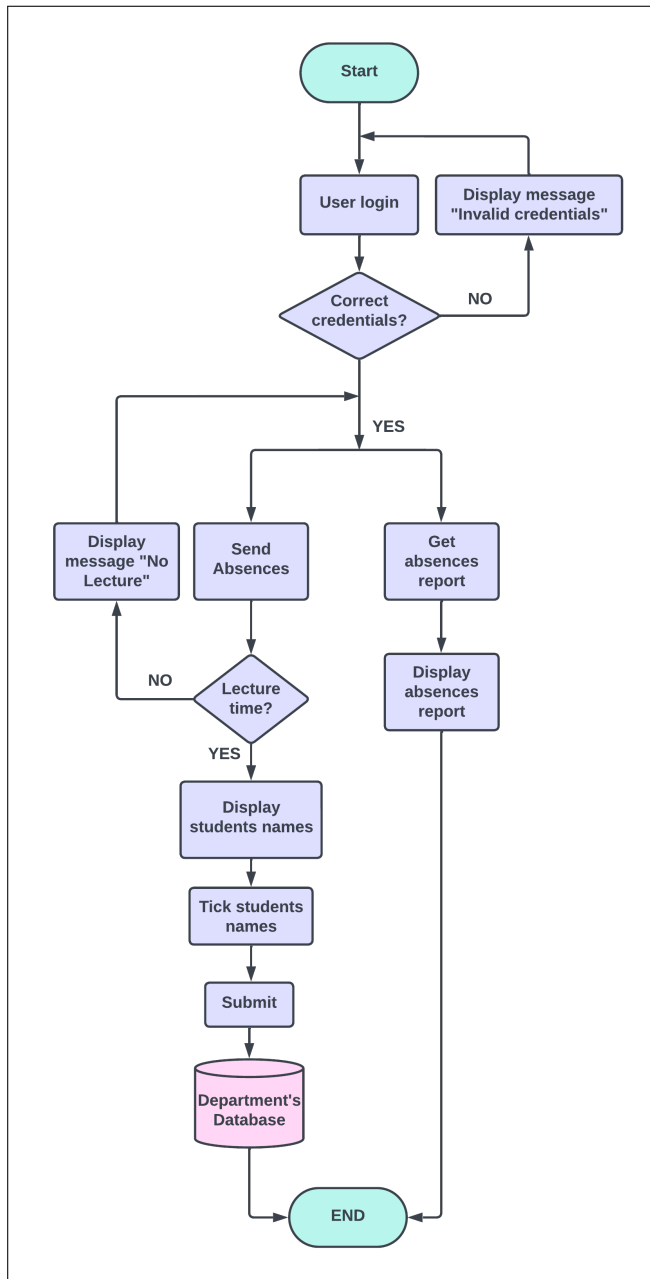 Start
User login
Display message
"Invalid credentials"
Correct
credentials?
NO
YES
Display
message "No
Lecture"
Send
Absences
Get
absences
report
NO
Lecture
time?
Display
absences
report
YES
Display
students names
Tick students
names
Submit
Department's
Database
END